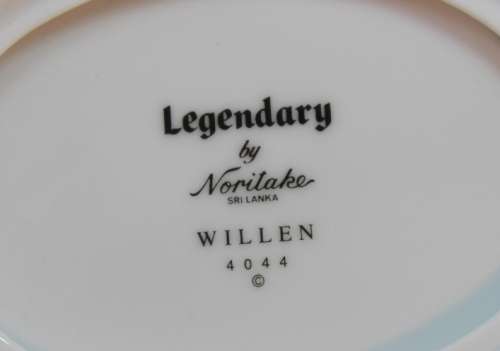 Legendary
by
Noritake
SRI LANKA
WILLEN
4044
©